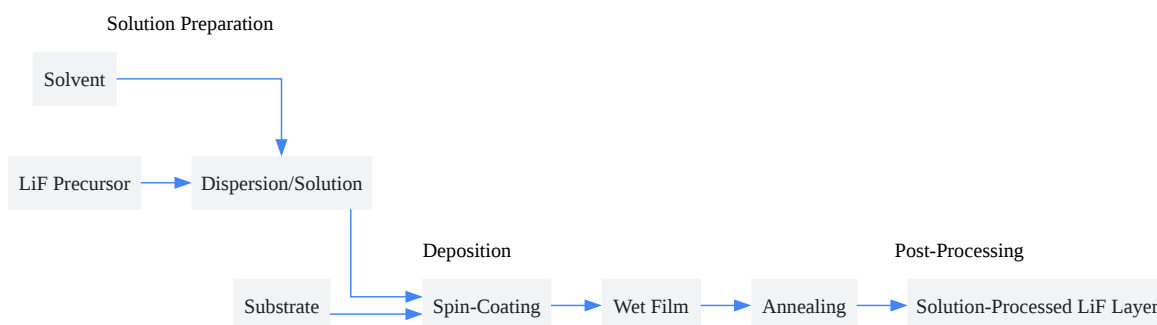 Solution Preparation
Solvent
LiF Precursor
Dispersion/Solution
Deposition
Post-Processing
Substrate
Spin-Coating
Wet Film
Annealing
Solution-Processed LiF Layer